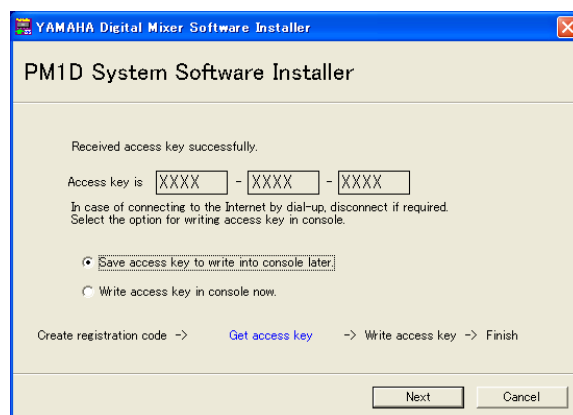 YAMAHA Digital Mixer Software Installer
PM1D System Software Installer
Received access key successfully.
Access key is XXXX - XXXX - XXXX
In case of connecting to the Internet by dial-up, disconnect if required.
Select the option for writing access key in console.
Save access key to write into console later.
Write access key in console now.
Create registration code -> Get access key -> Write access key -> Finish
Next Cancel